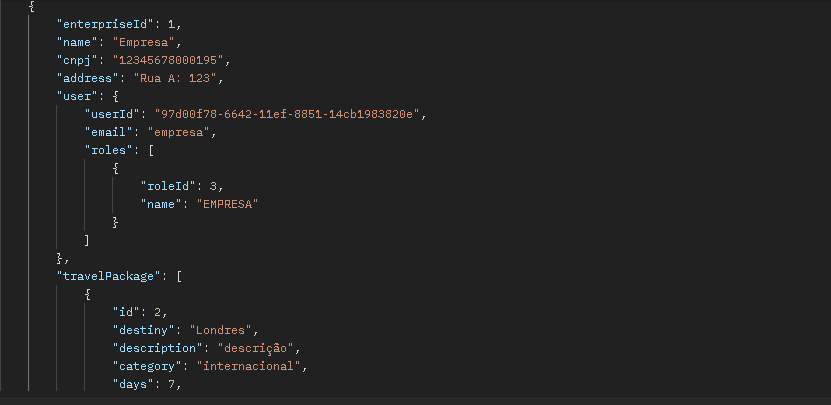 {
"enterpriseId": 1,
"name": "Empresa",
"cnpj": "12345678000195",
"address": "Rua A: 123",
"user": {
"userId": "97d00f78-6642-11ef-8851-14cb1983820e",
"email": "empresa",
"roles": [
{
"roleId": 3,
"name": "EMPRESA"
}
]
},
"travelPackage": [
{
"id": 2,
"destiny": "Londres",
"description": "descrição",
"category": "internacional",
"days": 7,